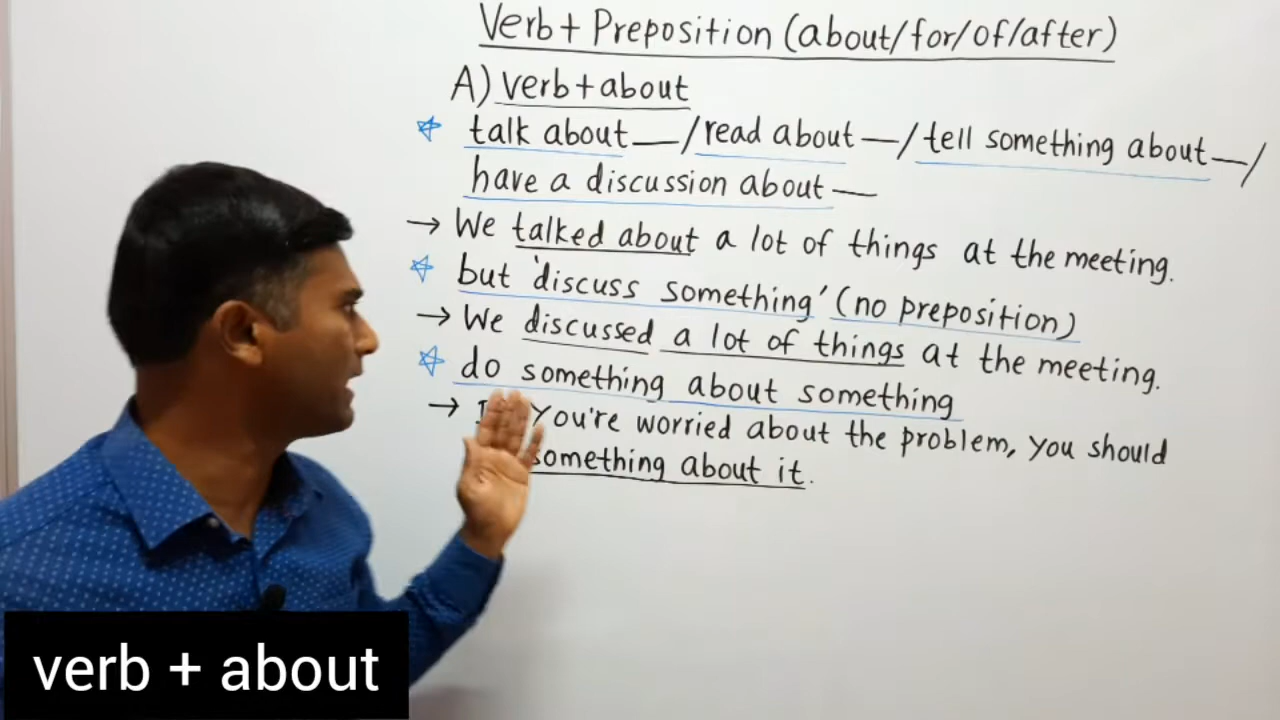 Verb+ Preposition (about/for/of/after)
A) verb+about
☆ talk about — / read about — / tell something about — /
have a discussion about —
→ We talked about a lot of things at the meeting.
☆ but 'discuss something' (no preposition)
→ We discussed a lot of things at the meeting.
☆ do something about something
→ you're worried about the problem, you should
something about it.
verb + about